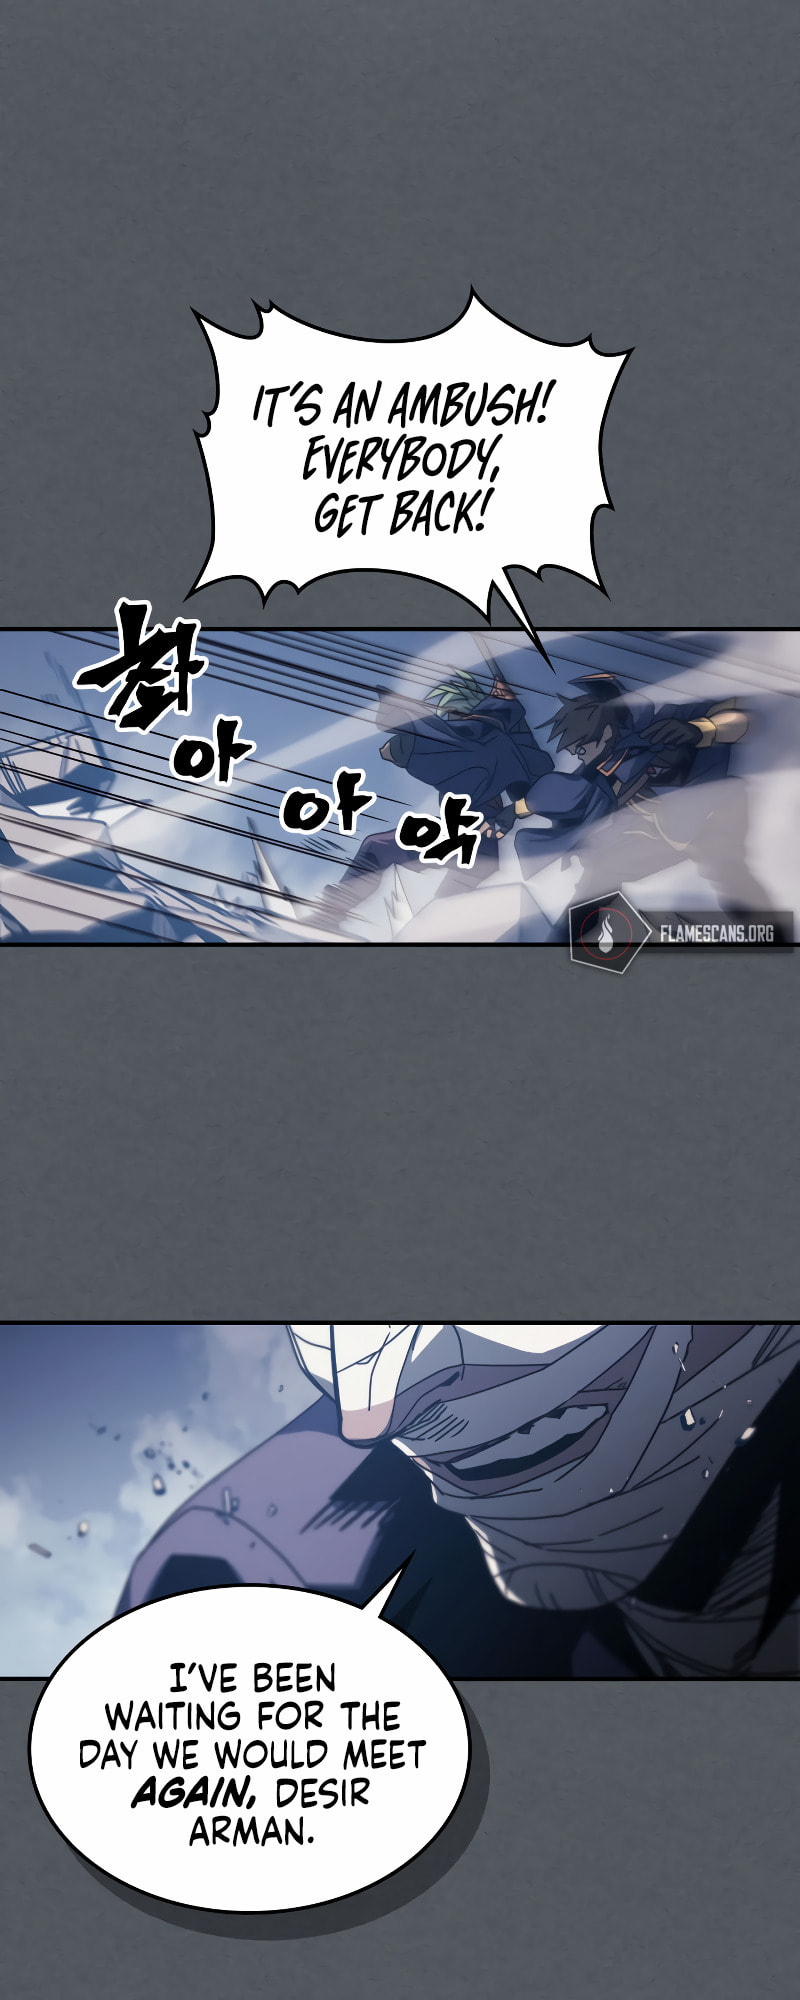 IT'S AN AMBUSH!
EVERYBODY,
GET BACK!
촤
아
아
악
FLAMESCANS.ORG
I'VE BEEN
WAITING FOR THE
DAY WE WOULD MEET
AGAIN, DESIR
ARMAN.